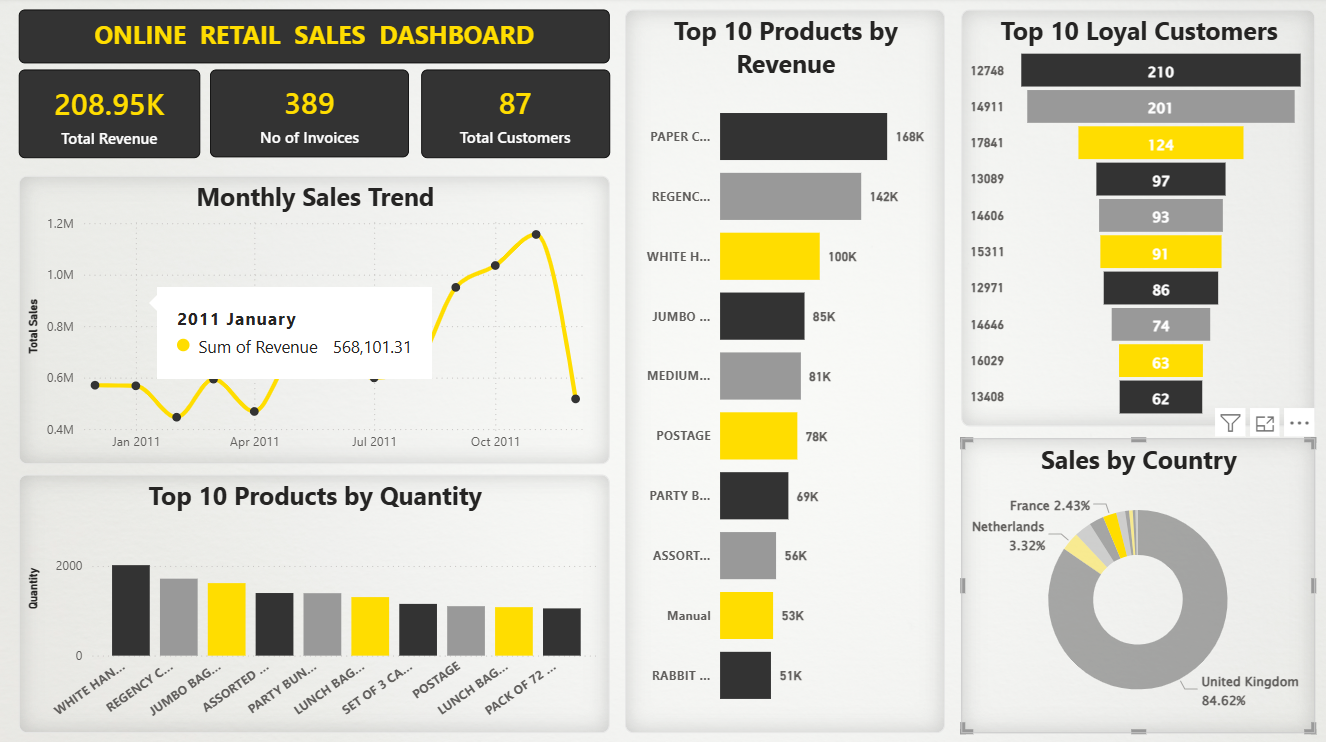 ONLINE RETAIL SALES DASHBOARD
208.95K
Total Revenue
389
No of Invoices
87
Total Customers
Monthly Sales Trend
Total Sales
1.2M
1.0M
0.8M
0.6M
0.4M
2011 January
Sum of Revenue 568,101.31
Jan 2011
Apr 2011
Jul 2011
Oct 2011
Top 10 Products by Quantity
Quantity
2000
0
WHITE HAN...
REGENCY C...
JUMBO BAG...
ASSORTED ...
PARTY BUN...
LUNCH BAG...
SET OF 3 CA...
POSTAGE
LUNCH BAG...
PACK OF 72 ...
Top 10 Products by
Revenue
PAPER C... 168K
REGENC... 142K
WHITE H... 100K
JUMBO ... 85K
MEDIUM... 81K
POSTAGE 78K
PARTY B... 69K
ASSORT... 56K
Manual 53K
RABBIT ... 51K
Top 10 Loyal Customers
12748 210
14911 201
17841 124
13089 97
14606 93
15311 91
12971 86
14646 74
16029 63
13408 62
Sales by Country
France 2.43%
Netherlands
3.32%
United Kingdom
84.62%